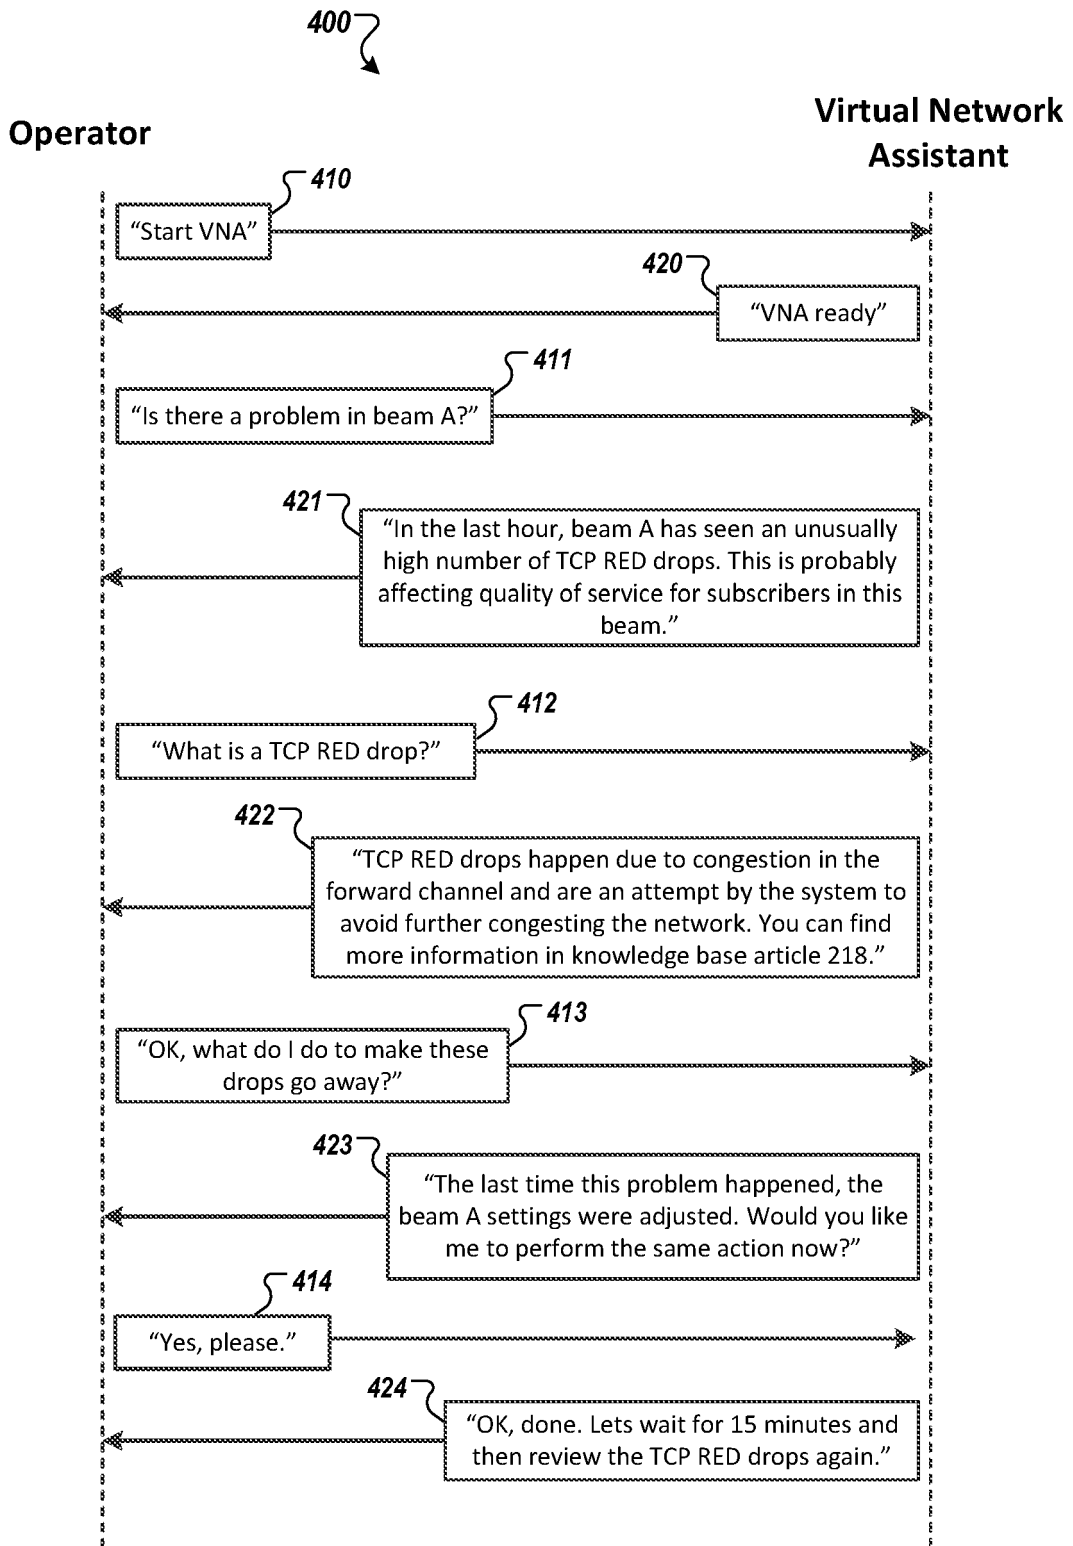 400
Operator
Virtual Network
Assistant
410
“Start VNA”
420
“VNA ready”
411
“Is there a problem in beam A?”
421
“In the last hour, beam A has seen an unusually
high number of TCP RED drops. This is probably
affecting quality of service for subscribers in this
beam.”
412
“What is a TCP RED drop?”
422
“TCP RED drops happen due to congestion in the
forward channel and are an attempt by the system to
avoid further congesting the network. You can find
more information in knowledge base article 218.”
413
“OK, what do I do to make these
drops go away?”
423
“The last time this problem happened, the
beam A settings were adjusted. Would you like
me to perform the same action now?”
414
“Yes, please.”
424
“OK, done. Lets wait for 15 minutes and
then review the TCP RED drops again.”